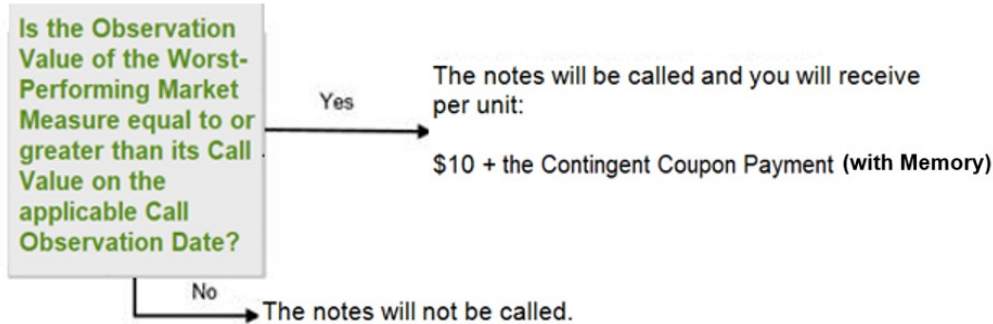 Is the Observation
Value of the Worst-
Performing Market
Measure equal to or
greater than its Call
Value on the
applicable Call
Observation Date?
Yes
The notes will be called and you will receive
per unit:
$10 + the Contingent Coupon Payment (with Memory)
No
The notes will not be called.